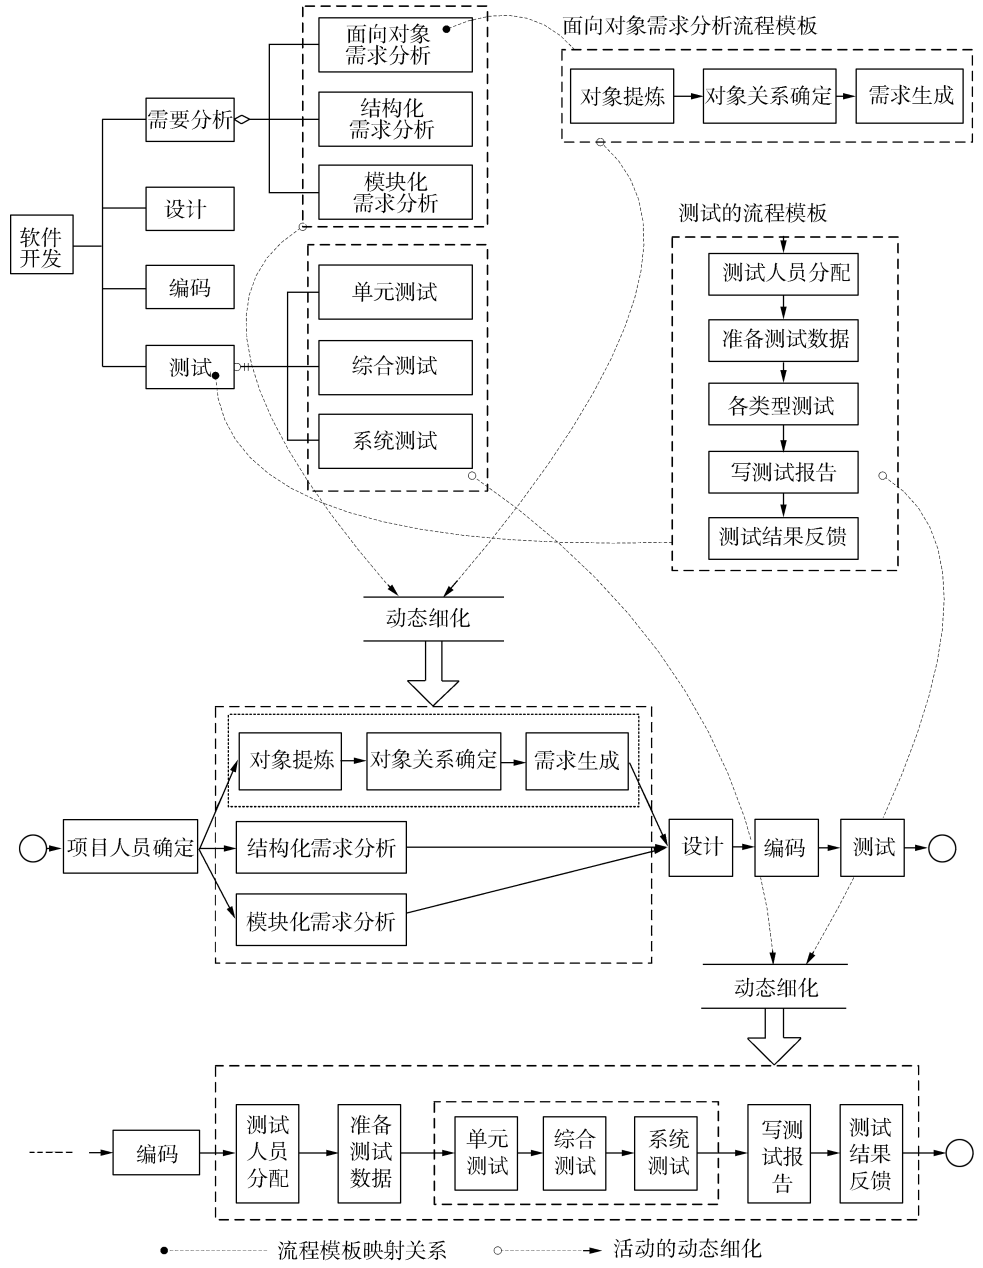 面向对象
需求分析
面向对象需求分析流程模板
对象提炼
对象关系确定
需求生成
需要分析
结构化
需求分析
模块化
需求分析
设计
软件
开发
测试的流程模板
测试人员分配
编码
单元测试
准备测试数据
测试
综合测试
各类型测试
系统测试
写测试报告
测试结果反馈
动态细化
对象提炼
对象关系确定
需求生成
项目人员确定
结构化需求分析
设计
编码
测试
模块化需求分析
动态细化
编码
测试
人员
分配
准备
测试
数据
单元
测试
综合
测试
系统
测试
写测
试报
告
测试
结果
反馈
流程模板映射关系
活动的动态细化